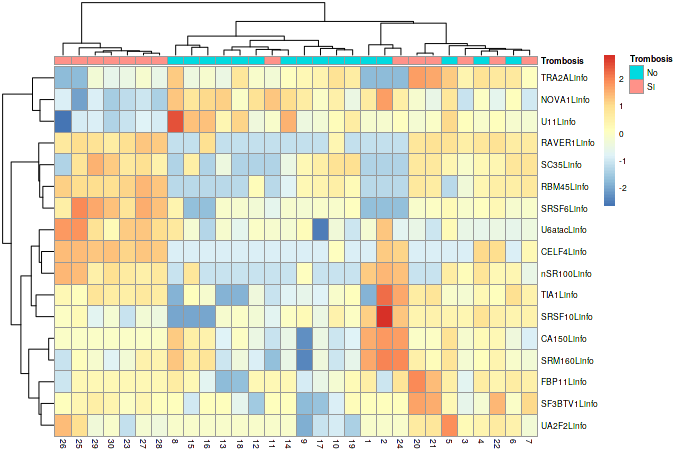 Trombosis
TRA2ALinfo
NOVA1Linfo
U11Linfo
RAVER1Linfo
SC35Linfo
RBM45Linfo
SRSF6Linfo
U6atacLinfo
CELF4Linfo
nSR100Linfo
TIA1Linfo
SRSF10Linfo
CA150Linfo
SRM160Linfo
FBP11Linfo
SF3BTV1Linfo
UA2F2Linfo
26 25 29 30 23 27 28 8 15 16 13 18 12 11 14 9 17 10 19 1 2 24 20 21 5 3 4 22 6 7
2
1
0
-1
-2
Trombosis
No
SI